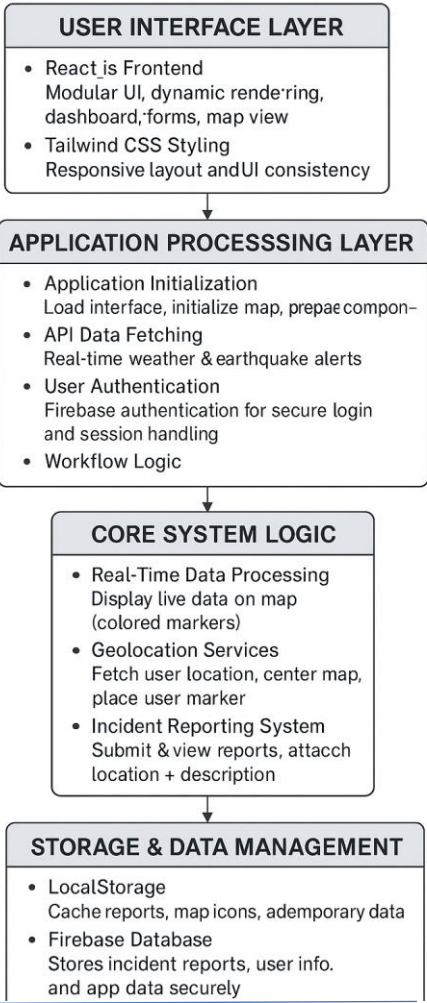 USER INTERFACE LAYER
• React_is Frontend
Modular UI, dynamic rende·ring,
dashboard,·forms, map view
• Tailwind CSS Styling
Responsive layout andUI consistency
APPLICATION PROCESSSING LAYER
• Application Initialization
Load interface, initialize map, prepae compon–
• API Data Fetching
Real-time weather & earthquake alerts
• User Authentication
Firebase authentication for secure login
and session handling
• Workflow Logic
CORE SYSTEM LOGIC
• Real-Time Data Processing
Display live data on map
(colored markers)
• Geolocation Services
Fetch user location, center map,
place user marker
• Incident Reporting System
Submit & view reports, attacch
location + description
STORAGE & DATA MANAGEMENT
• LocalStorage
Cache reports, map icons, ademporary data
• Firebase Database
Stores incident reports, user info.
and app data securely